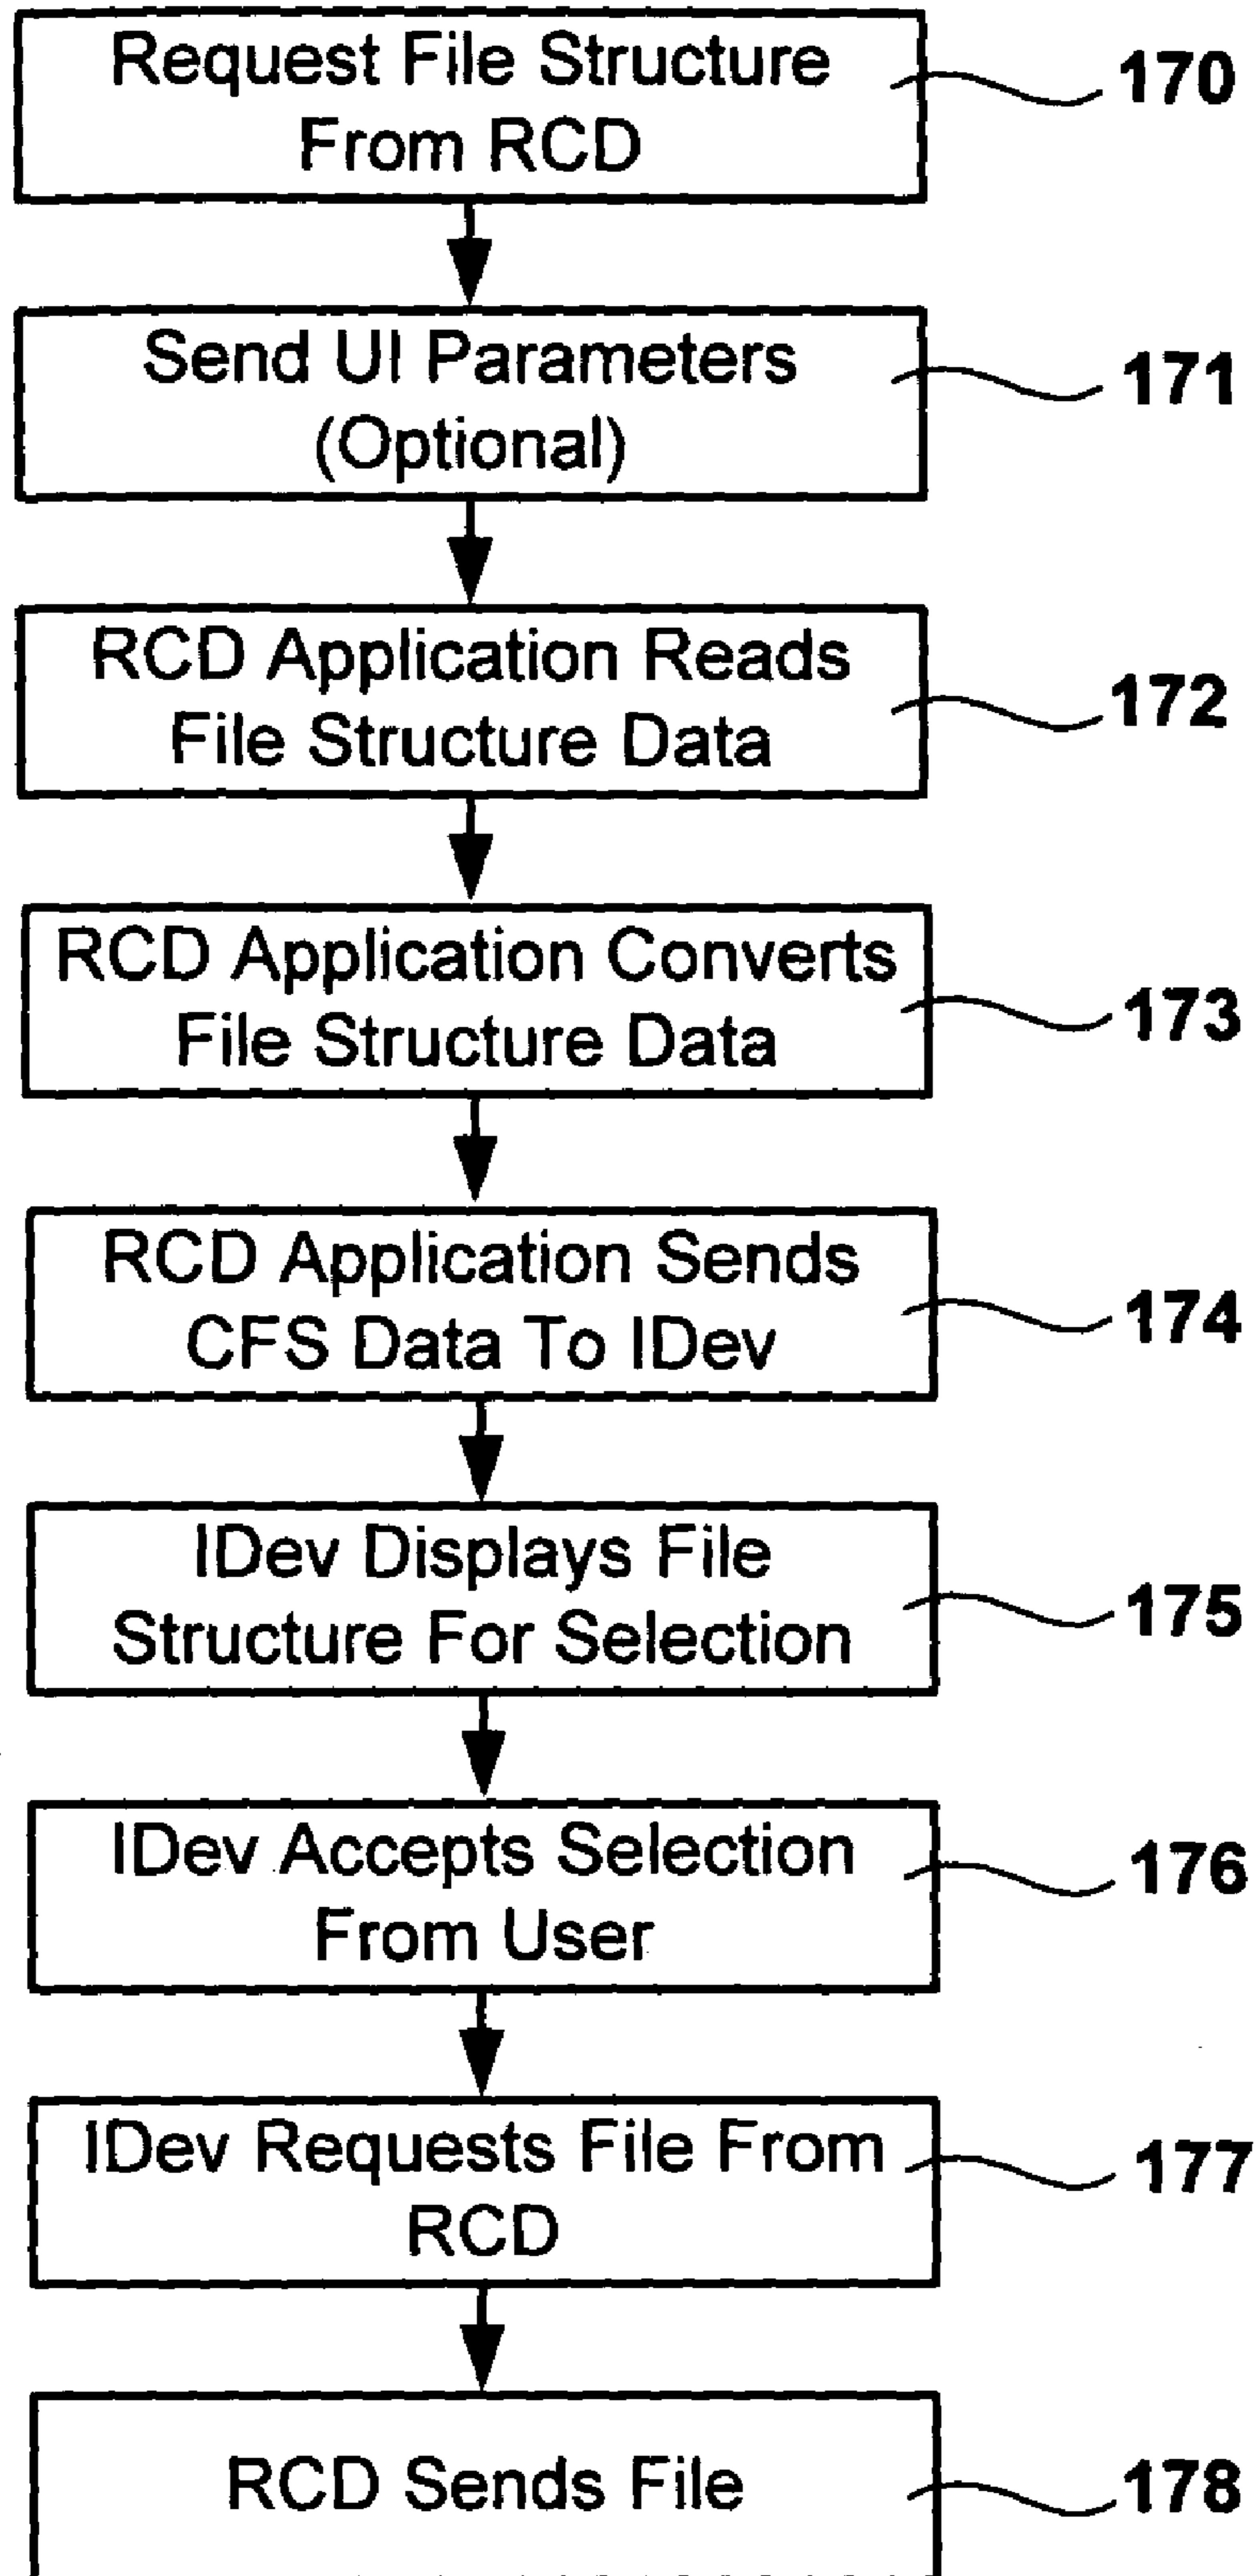 Request File Structure
From RCD
170
Send UI Parameters
(Optional)
171
RCD Application Reads
File Structure Data
172
RCD Application Converts
File Structure Data
173
RCD Application Sends
CFS Data To IDev
174
IDev Displays File
Structure For Selection
175
IDev Accepts Selection
From User
176
IDev Requests File From
RCD
177
RCD Sends File
178